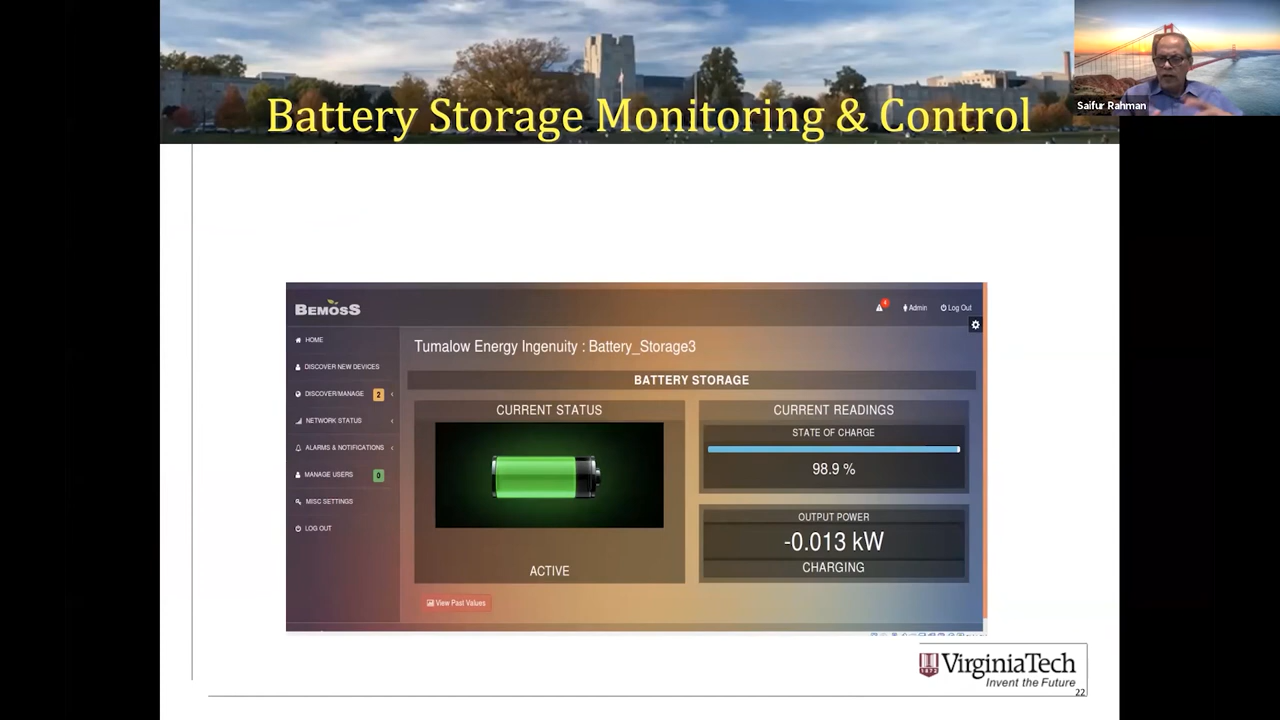 Battery Storage Monitoring & Control
Saifur Rahman
BEMOSS
4
Admin
Log Out
HOME
DISCOVER NEW DEVICES
DISCOVER/MANAGE 2
NETWORK STATUS
ALARMS & NOTIFICATIONS
MANAGE USERS 0
MISC SETTINGS
LOG OUT
Tumalow Energy Ingenuity : Battery_Storage3
BATTERY STORAGE
CURRENT STATUS
ACTIVE
View Past Values
CURRENT READINGS
STATE OF CHARGE
98.9 %
OUTPUT POWER
-0.013 kW
CHARGING
VirginiaTech
Invent the Future
22